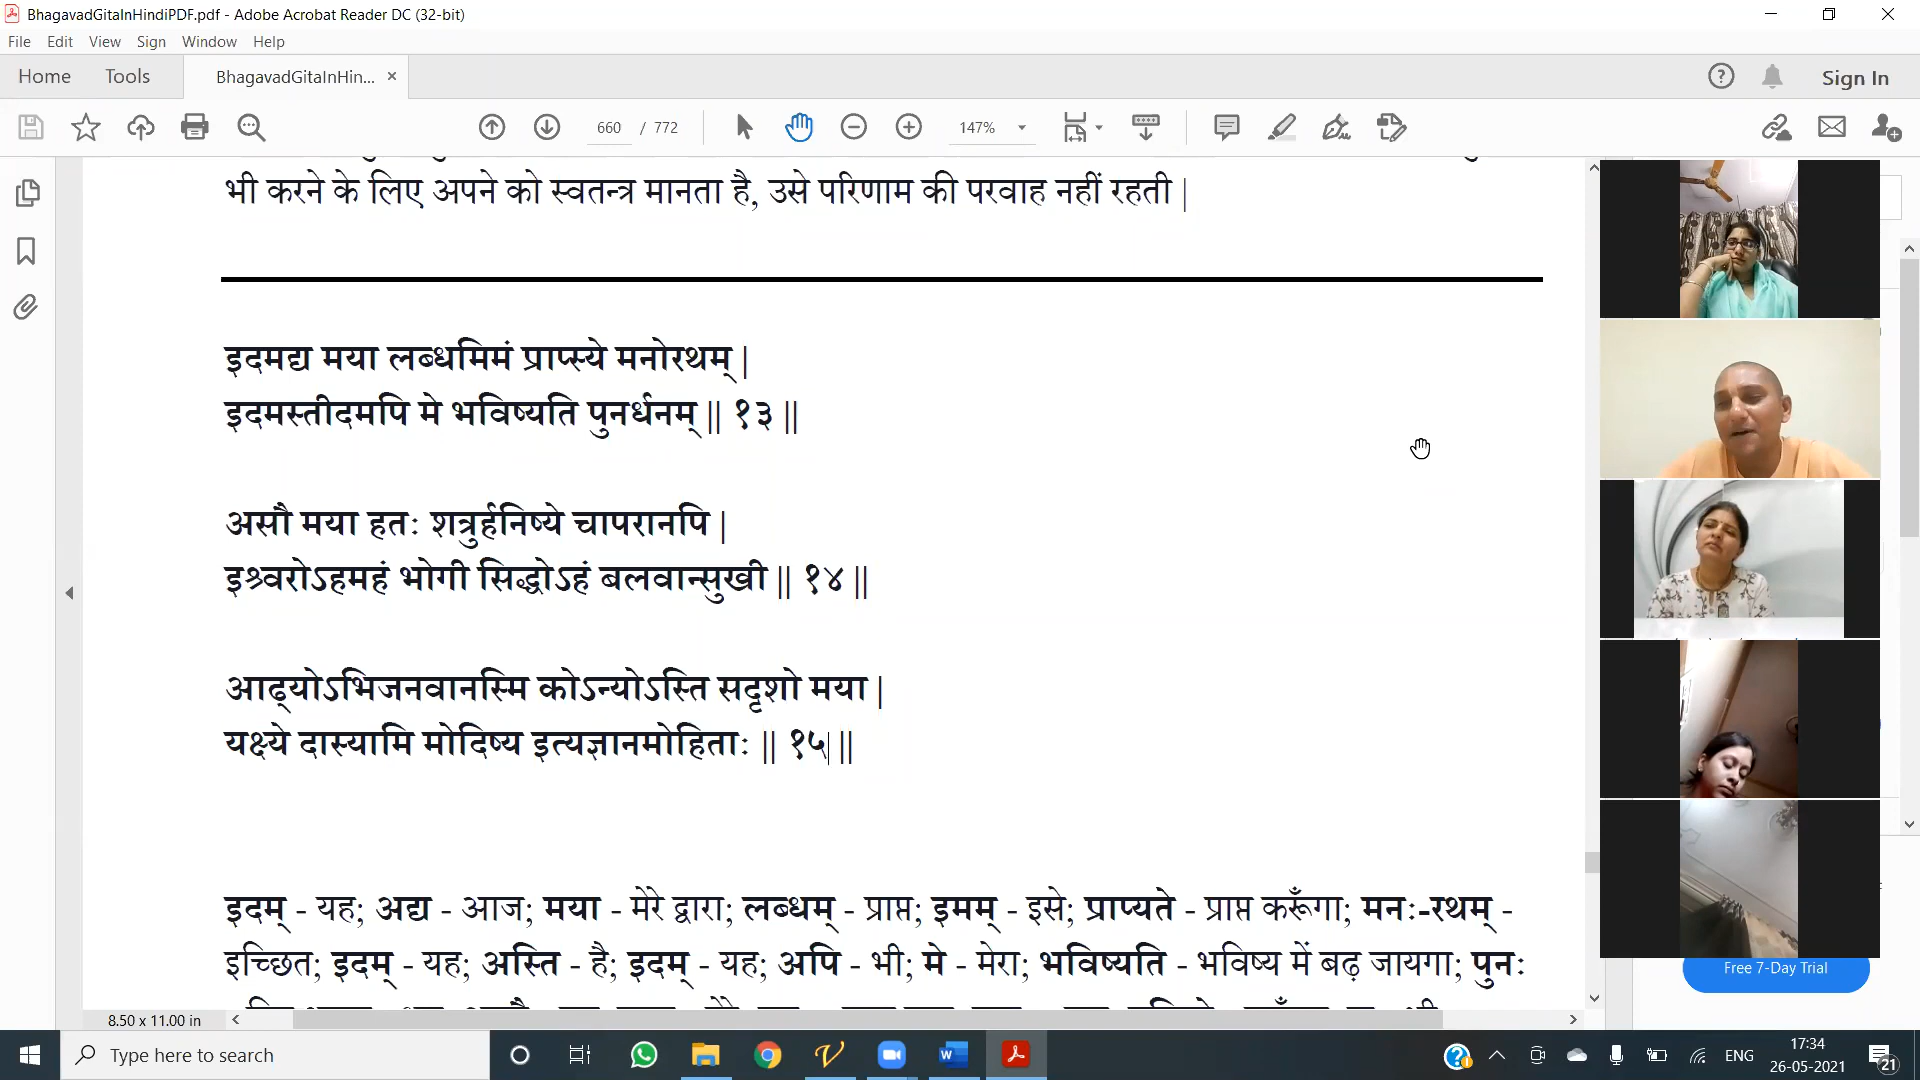 BhagavadGitaInHindiPDF.pdf - Adobe Acrobat Reader DC (32-bit)
File Edit View Sign Window Help
Home Tools BhagavadGitaInHin... × Sign In
660 / 772 147%
भी करने के लिए अपने को स्वतन्त्र मानता है, उसे परिणाम की परवाह नहीं रहती |
इदमद्य मया लब्धमिमं प्राप्स्ये मनोरथम् |
इदमस्तीदमपि मे भविष्यति पुनर्धनम् || १३ ||
असौ मया हतः शत्रुर्हनिष्ये चापरानपि |
इश्र्वरोऽहमहं भोगी सिद्धोऽहं बलवान्सुखी || १४ ||
आढ्योऽभिजनवानस्मि कोऽन्योऽस्ति सदृशो मया |
यक्ष्ये दास्यामि मोदिष्य इत्यज्ञानमोहिताः || १५ ||
इदम् - यह; अद्य - आज; मया - मेरे द्वारा; लब्धम् - प्राप्त; इमम् - इसे; प्राप्यते - प्राप्त करूँगा; मनः-रथम् -
इच्छित; इदम् - यह; अस्ति - है; इदम् - यह; अपि - भी; मे - मेरा; भविष्यति - भविष्य में बढ़ जायगा; पुनः
Free 7-Day Trial
8.50 x 11.00 in
Type here to search
ENG
17:34
26-05-2021
21